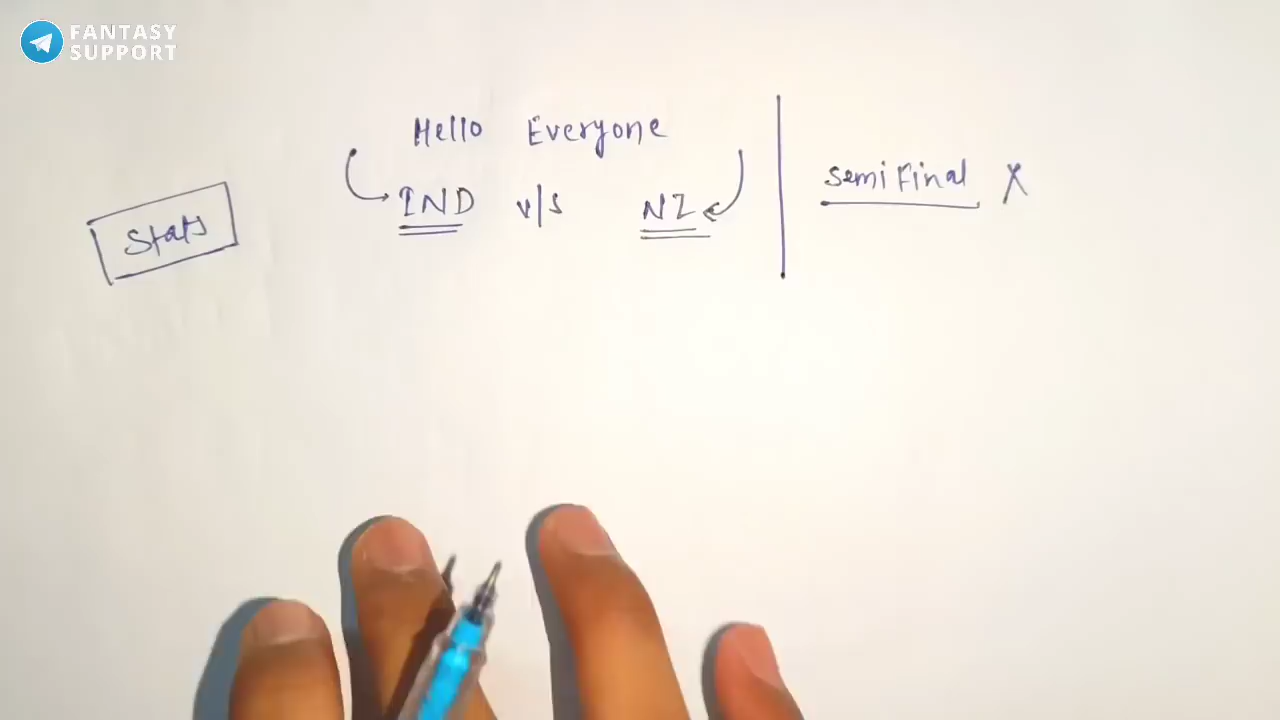 FANTASY
SUPPORT
Hello Everyone
IND v/s NZ
Semi Final X
Stats